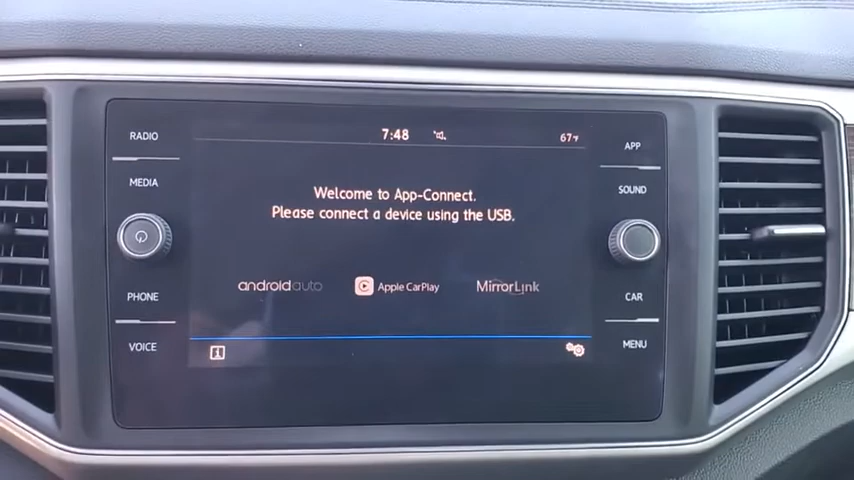 RADIO
MEDIA
PHONE
VOICE
7:48
67°F
Welcome to App-Connect.
Please connect a device using the USB.
androidauto
Apple CarPlay
MirrorLink
i
APP
SOUND
CAR
MENU